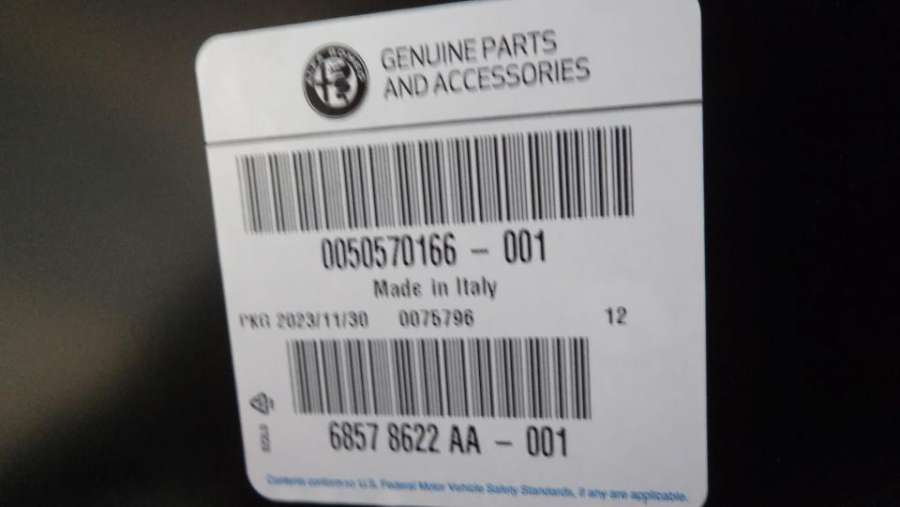 GENUINE PARTS
AND ACCESSORIES
0050570166 - 001
Made in Italy
PKG 2023/11/30 0075796 12
6857 8622 AA - 001
Contents conform to U.S. Federal Motor Vehicle Safety Standards, if any are applicable.